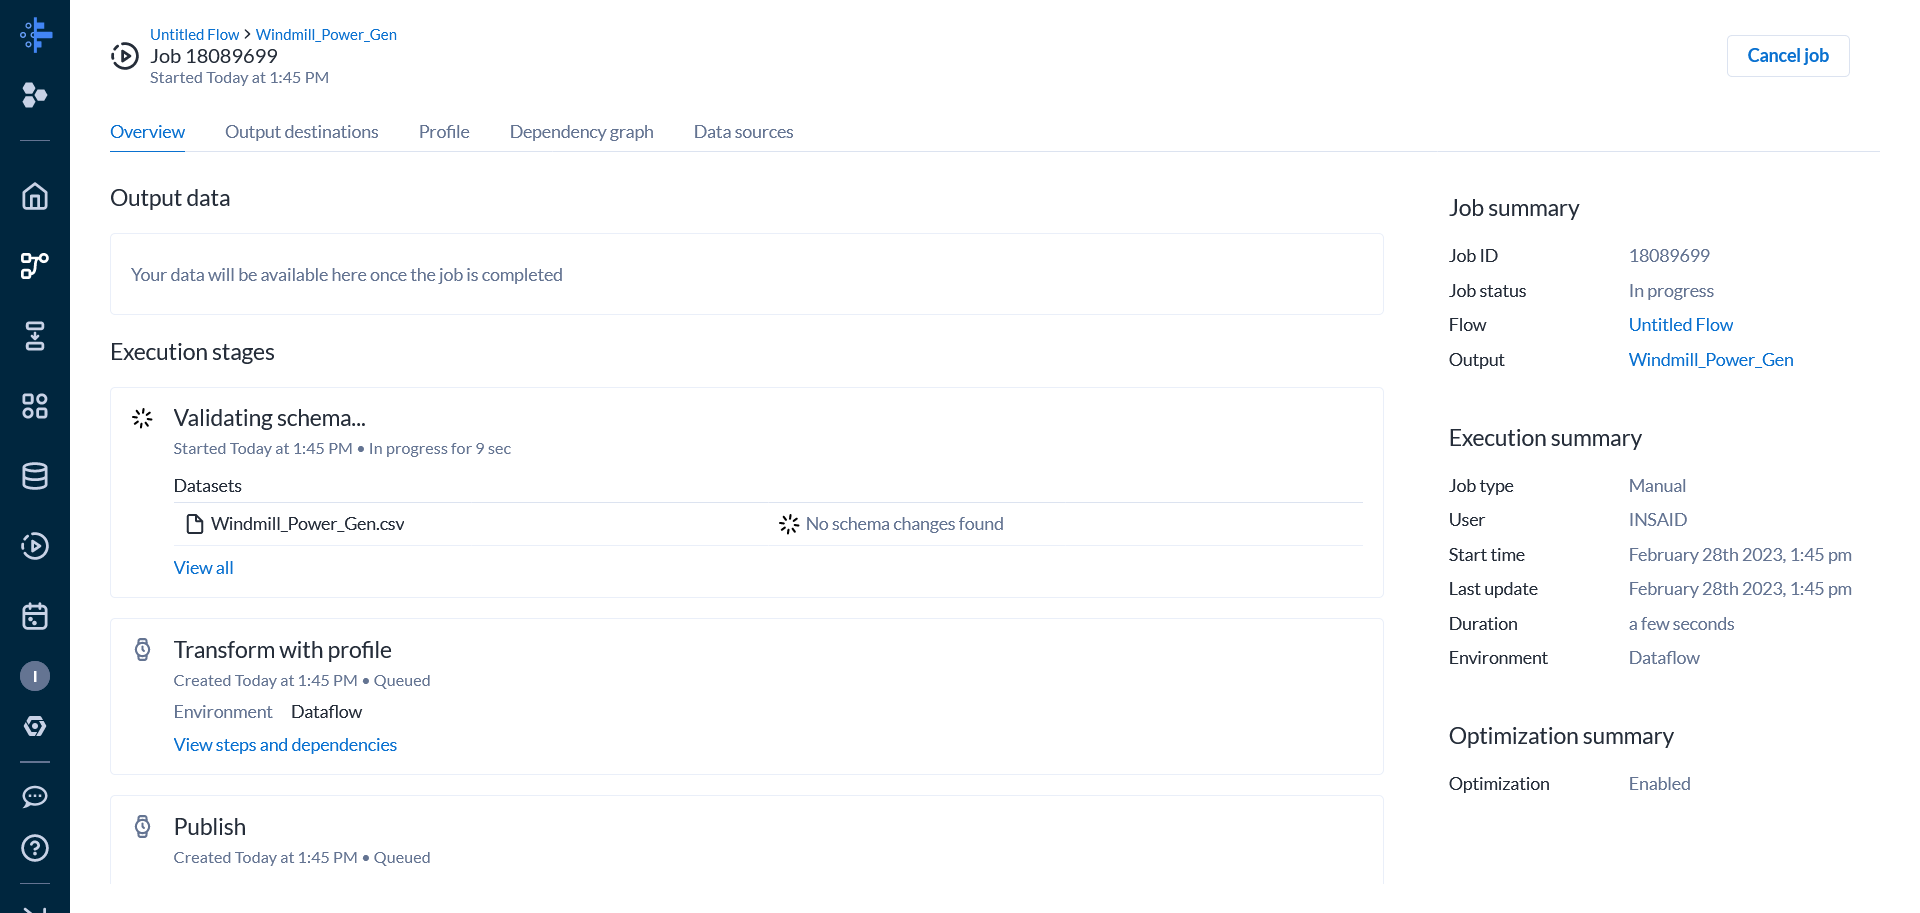 Untitled Flow > Windmill_Power_Gen
Job 18089699
Started Today at 1:45 PM
Cancel job
Overview
Output destinations
Profile
Dependency graph
Data sources
Output data
Your data will be available here once the job is completed
Execution stages
Validating schema...
Started Today at 1:45 PM • In progress for 9 sec
Datasets
Windmill_Power_Gen.csv
No schema changes found
View all
Transform with profile
Created Today at 1:45 PM • Queued
Environment Dataflow
View steps and dependencies
Publish
Created Today at 1:45 PM • Queued
Job summary
Job ID 18089699
Job status In progress
Flow Untitled Flow
Output Windmill_Power_Gen
Execution summary
Job type Manual
User INSAID
Start time February 28th 2023, 1:45 pm
Last update February 28th 2023, 1:45 pm
Duration a few seconds
Environment Dataflow
Optimization summary
Optimization Enabled
I